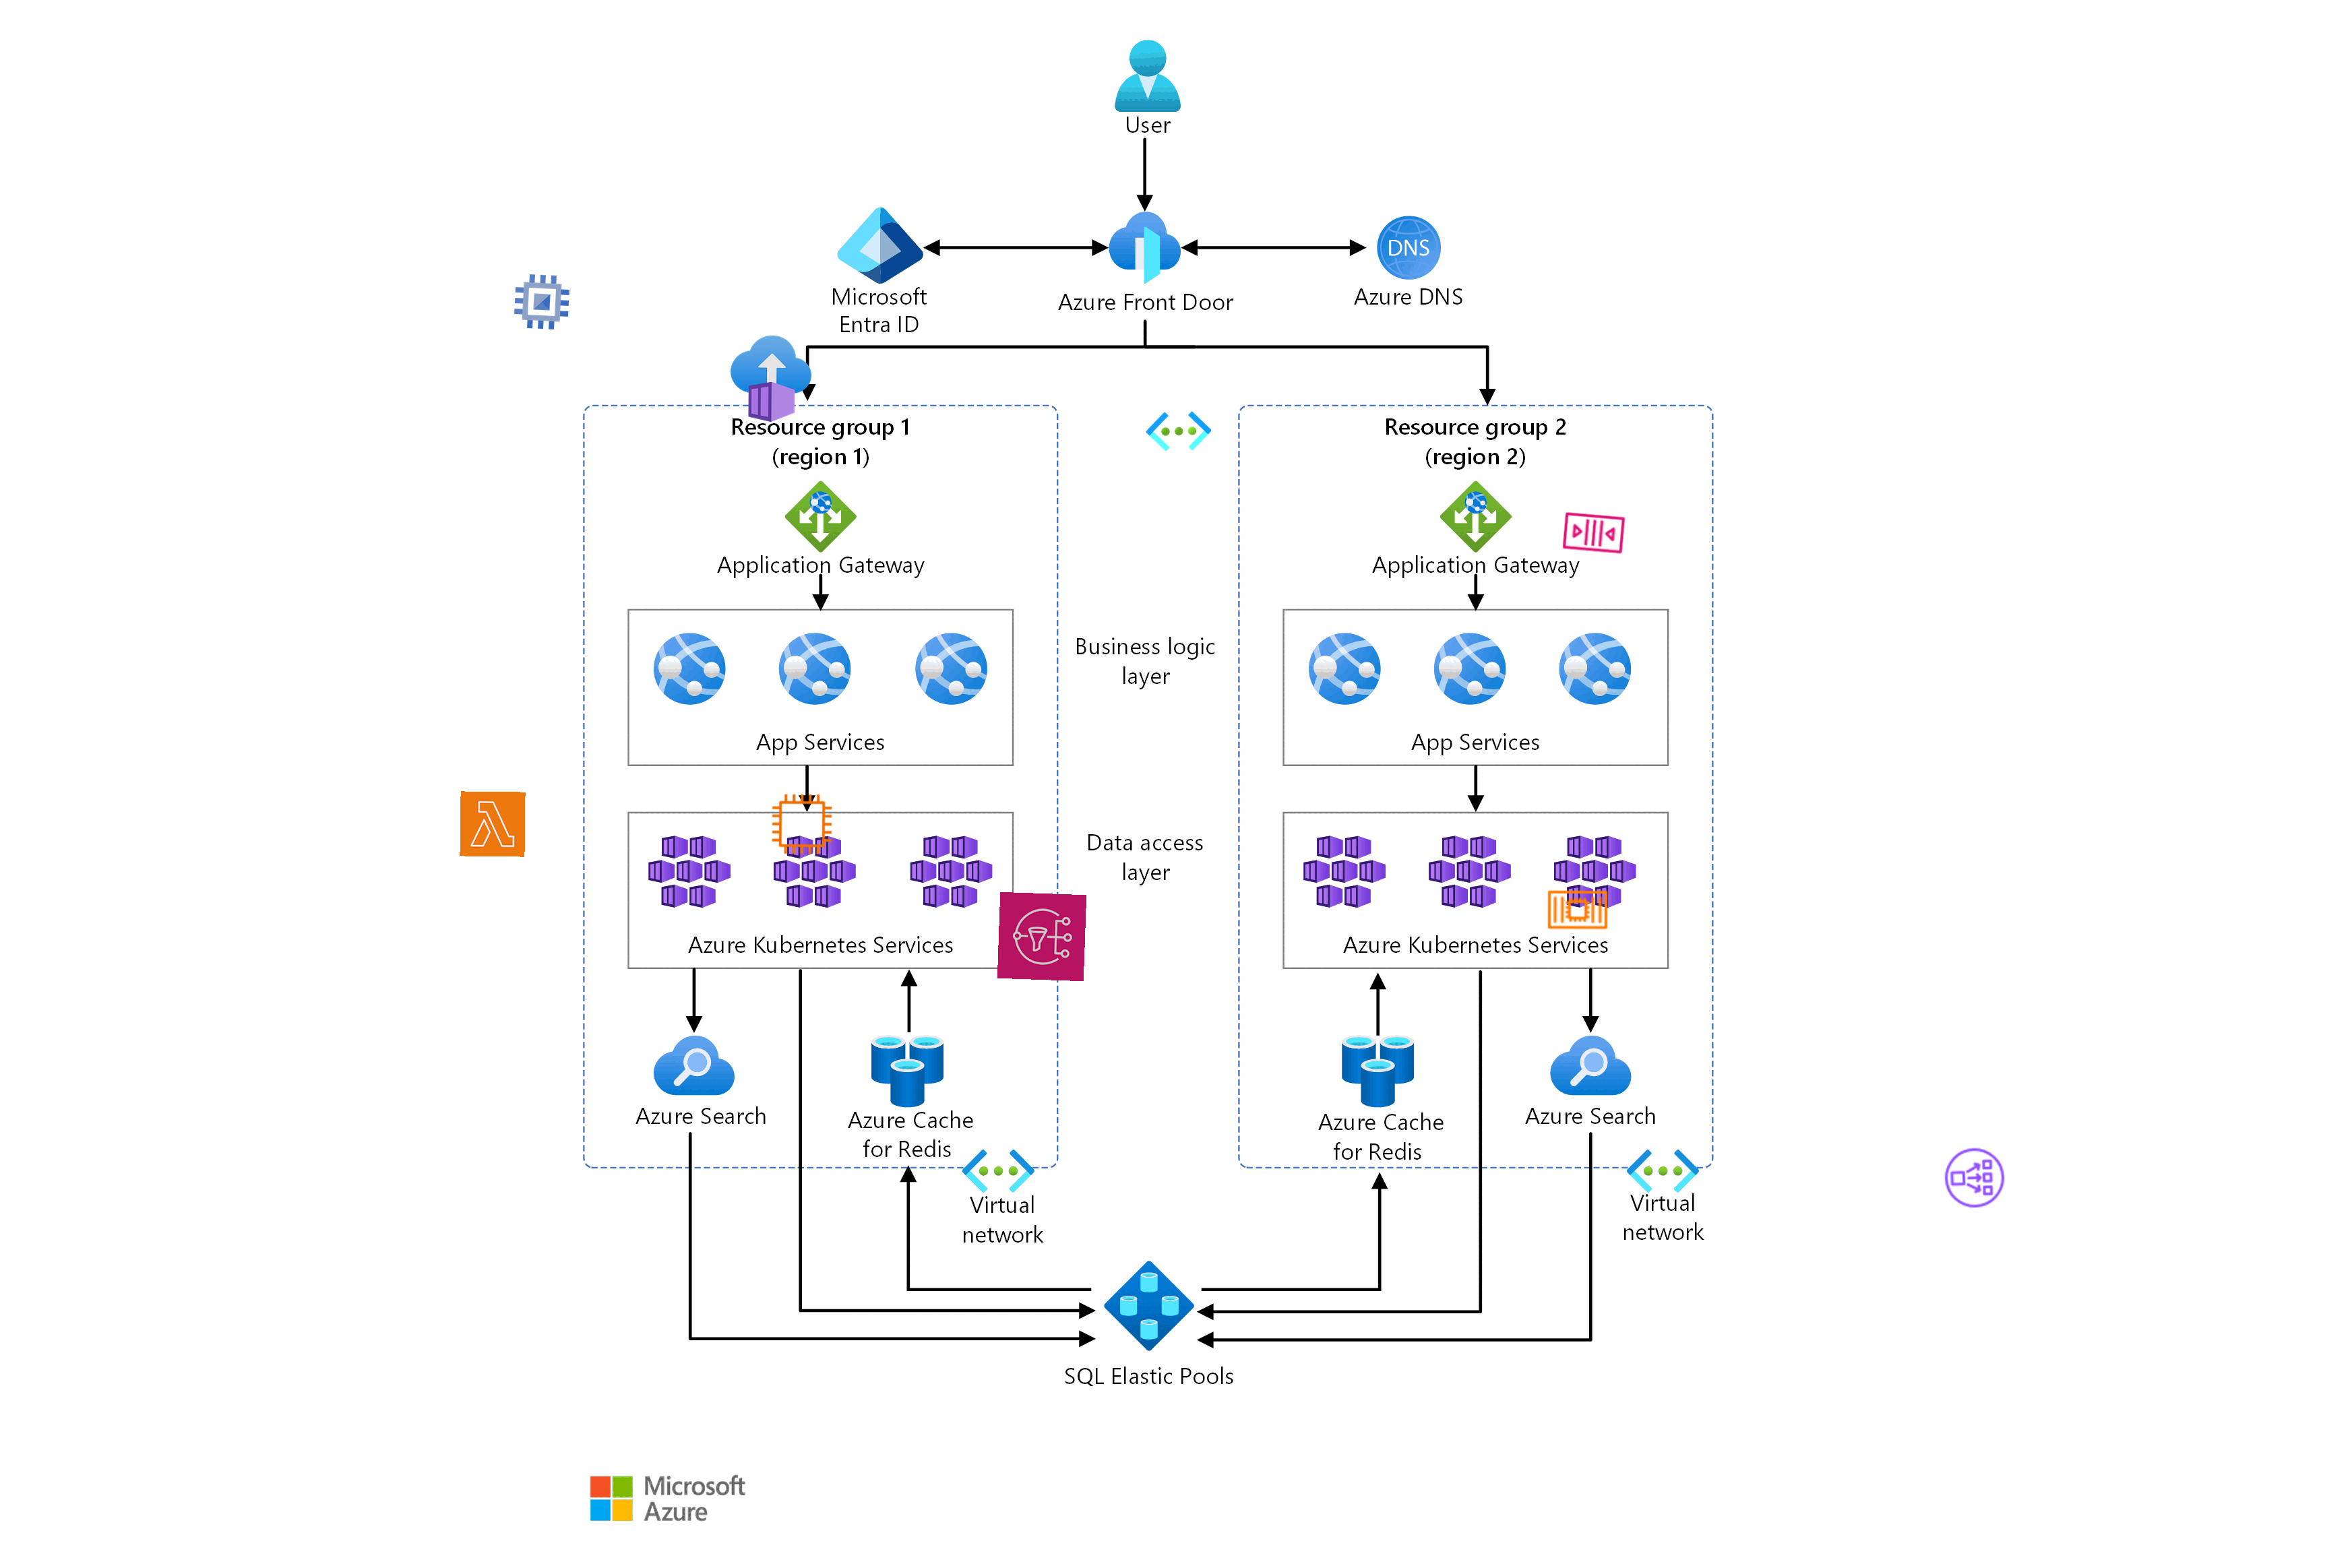 User
Microsoft
Entra ID
Azure Front Door
DNS
Azure DNS
Resource group 1
(region 1)
Resource group 2
(region 2)
Application Gateway
Application Gateway
App Services
Business logic
layer
App Services
Azure Kubernetes Services
Data access
layer
Azure Kubernetes Services
Azure Search
Azure Cache
for Redis
Azure Cache
for Redis
Azure Search
Virtual
network
Virtual
network
SQL Elastic Pools
Microsoft
Azure